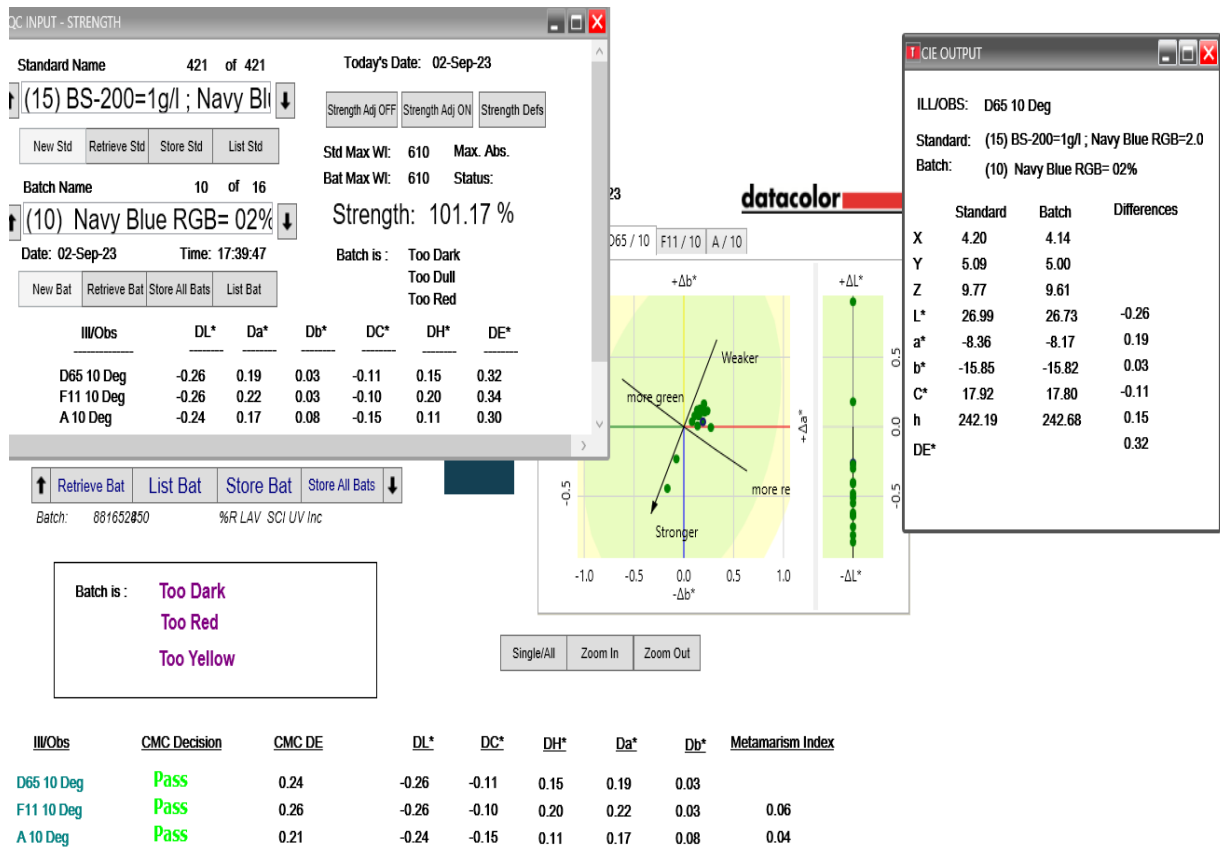 QC INPUT - STRENGTH
Standard Name 421 of 421
(15) BS-200=1g/l ; Navy
New Std Retrieve Std Store Std List Std
Batch Name 10 of 16
(10) Navy Blue RGB= 02%
Date: 02-Sep-23 Time: 17:39:47
New Bat Retrieve Bat Store All Bats List Bat
Today's Date: 02-Sep-23
Strength Adj OFF Strength Adj ON Strength Defs
Std Max Wl: 610 Max. Abs.
Bat Max Wl: 610 Status:
Strength: 101.17 %
Batch is : Too Dark
Too Dull
Too Red
Ill/Obs DL* Da* Db* DC* DH* DE*
D65 10 Deg -0.26 0.19 0.03 -0.11 0.15 0.32
F11 10 Deg -0.26 0.22 0.03 -0.10 0.20 0.34
A 10 Deg -0.24 0.17 0.08 -0.15 0.11 0.30
23
datacolor
D65 / 10 F11 / 10 A / 10
+Δb* +ΔL*
Weaker
more green
more re
Stronger
+Δa*
-0.5
0.5
0.0
-0.5
-1.0 -0.5 0.0 0.5 1.0
-Δb* -ΔL*
CIE OUTPUT
ILL/OBS: D65 10 Deg
Standard: (15) BS-200=1g/l ; Navy Blue RGB=2.0
Batch: (10) Navy Blue RGB= 02%
Standard Batch Differences
X 4.20 4.14
Y 5.09 5.00
Z 9.77 9.61
L* 26.99 26.73 -0.26
a* -8.36 -8.17 0.19
b* -15.85 -15.82 0.03
C* 17.92 17.80 -0.11
h 242.19 242.68 0.15
DE* 0.32
Retrieve Bat List Bat Store Bat Store All Bats
Batch: %R LAV SCI UV Inc
Batch is : Too Dark
Too Red
Too Yellow
Single/All Zoom In Zoom Out
Ill/Obs CMC Decision CMC DE DL* DC* DH* Da* Db* Metamarism Index
D65 10 Deg Pass 0.24 -0.26 -0.11 0.15 0.19 0.03
F11 10 Deg Pass 0.26 -0.26 -0.10 0.20 0.22 0.03 0.06
A 10 Deg Pass 0.21 -0.24 -0.15 0.11 0.17 0.08 0.04